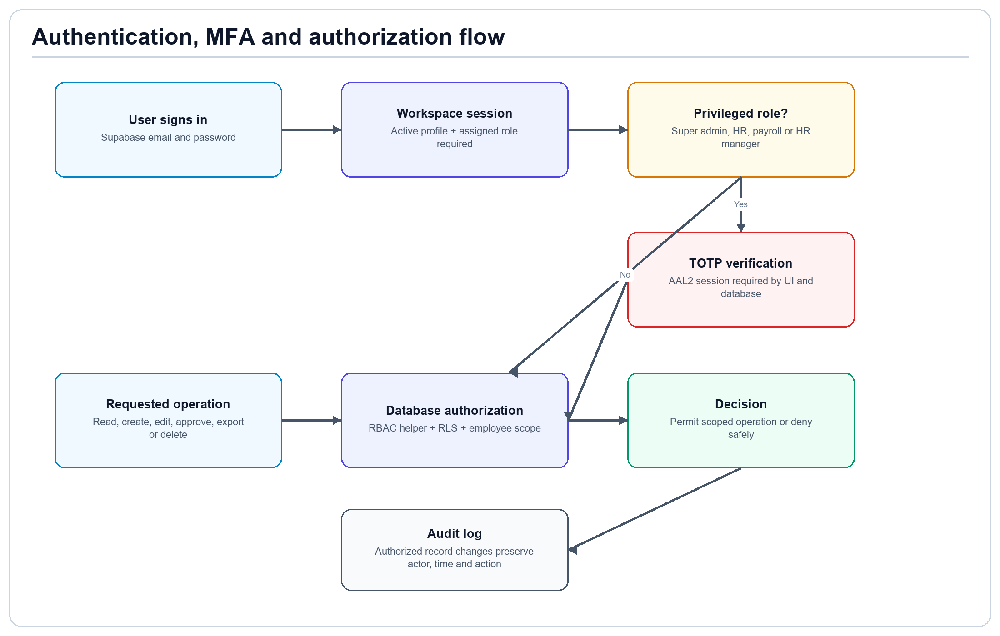 Authentication, MFA and authorization flow
User signs in
Supabase email and password
Workspace session
Active profile + assigned role
required
Privileged role?
Super admin, HR, payroll or HR
manager
Yes
TOTP verification
AAL2 session required by UI and
database
No
Requested operation
Read, create, edit, approve, export
or delete
Database authorization
RBAC helper + RLS + employee scope
Decision
Permit scoped operation or deny
safely
Audit log
Authorized record changes preserve
actor, time and action